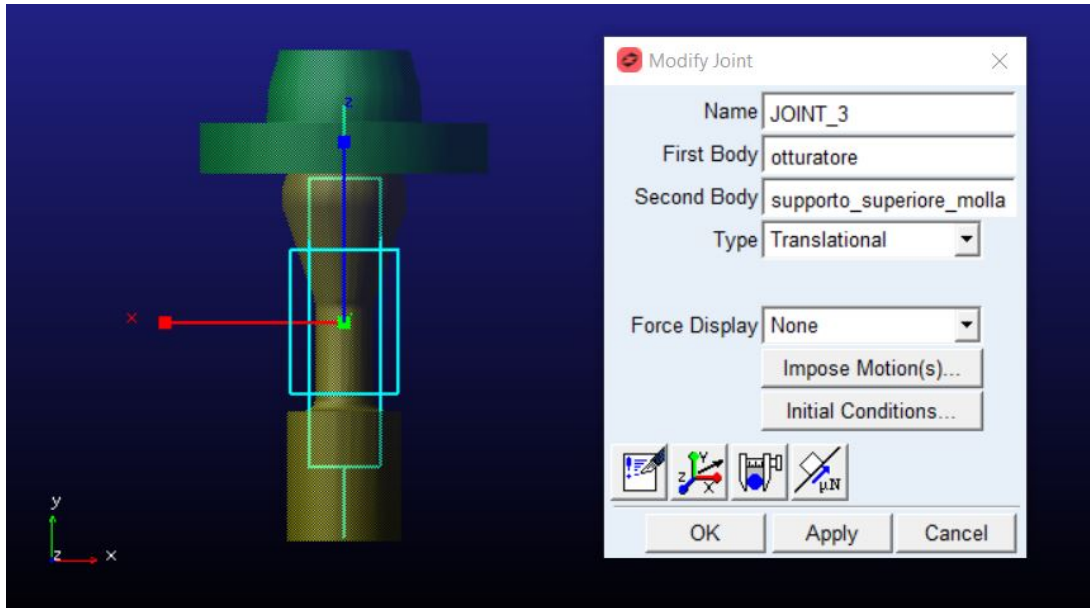 Modify Joint
Name JOINT_3
First Body otturatore
Second Body supporto_superiore_molla
Type Translational
Force Display None
Impose Motion(s)...
Initial Conditions...
Y
Z X
μN
OK Apply Cancel
z
x
y
z x